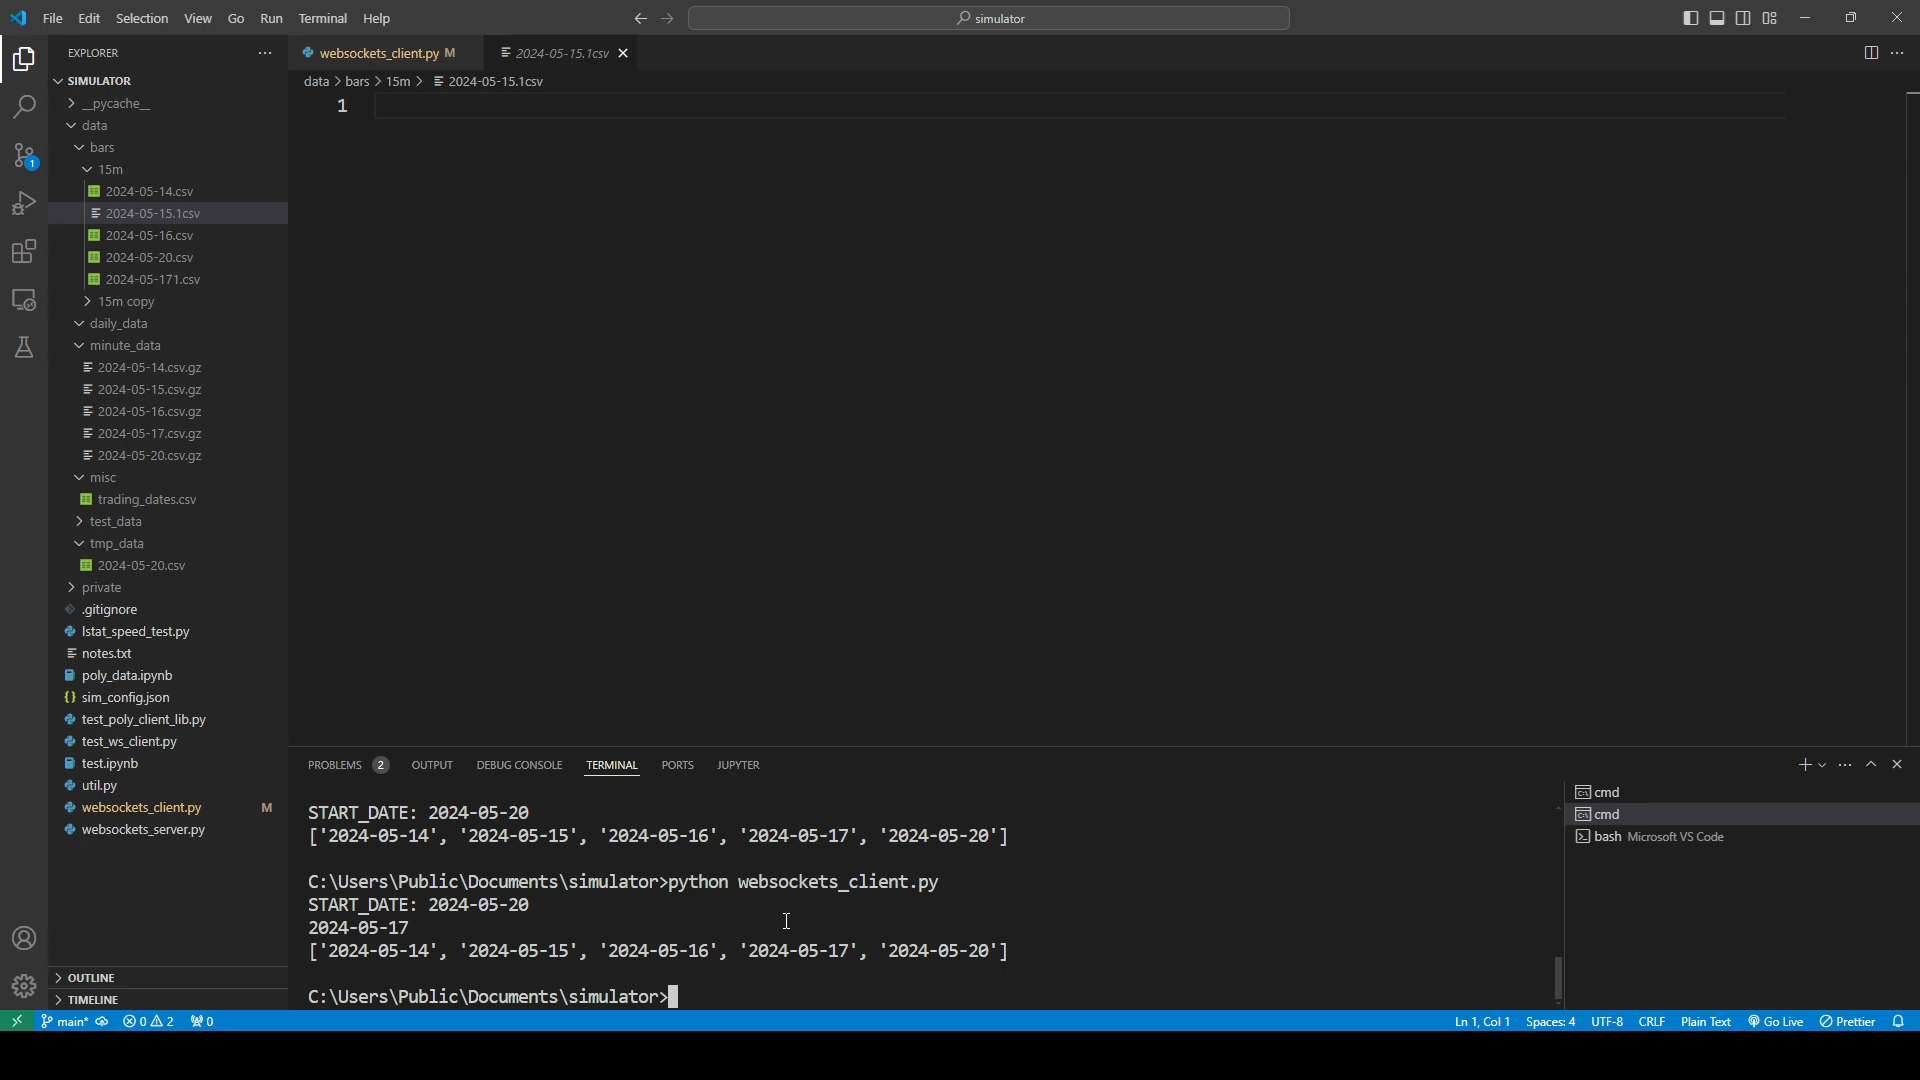 File Edit Selection View Go Run Terminal Help
simulator
EXPLORER
websockets_client.py M
2024-05-15.1csv
SIMULATOR
data > bars > 15m > 2024-05-15.1csv
1
__pycache__
data
bars
15m
2024-05-14.csv
2024-05-15.1csv
2024-05-16.csv
2024-05-20.csv
2024-05-171.csv
15m copy
daily_data
minute_data
2024-05-14.csv.gz
2024-05-15.csv.gz
2024-05-16.csv.gz
2024-05-17.csv.gz
2024-05-20.csv.gz
misc
trading_dates.csv
test_data
tmp_data
2024-05-20.csv
private
.gitignore
lstat_speed_test.py
notes.txt
poly_data.ipynb
sim_config.json
test_poly_client_lib.py
test_ws_client.py
test.ipynb
util.py
websockets_client.py M
websockets_server.py
OUTLINE
TIMELINE
PROBLEMS 2 OUTPUT DEBUG CONSOLE TERMINAL PORTS JUPYTER
START_DATE: 2024-05-20
['2024-05-14', '2024-05-15', '2024-05-16', '2024-05-17', '2024-05-20']
C:\Users\Public\Documents\simulator>python websockets_client.py
START_DATE: 2024-05-20
2024-05-17
['2024-05-14', '2024-05-15', '2024-05-16', '2024-05-17', '2024-05-20']
C:\Users\Public\Documents\simulator>
cmd
cmd
bash Microsoft VS Code
1
main* 0 2 0
Ln 1, Col 1 Spaces: 4 UTF-8 CRLF Plain Text Go Live Prettier